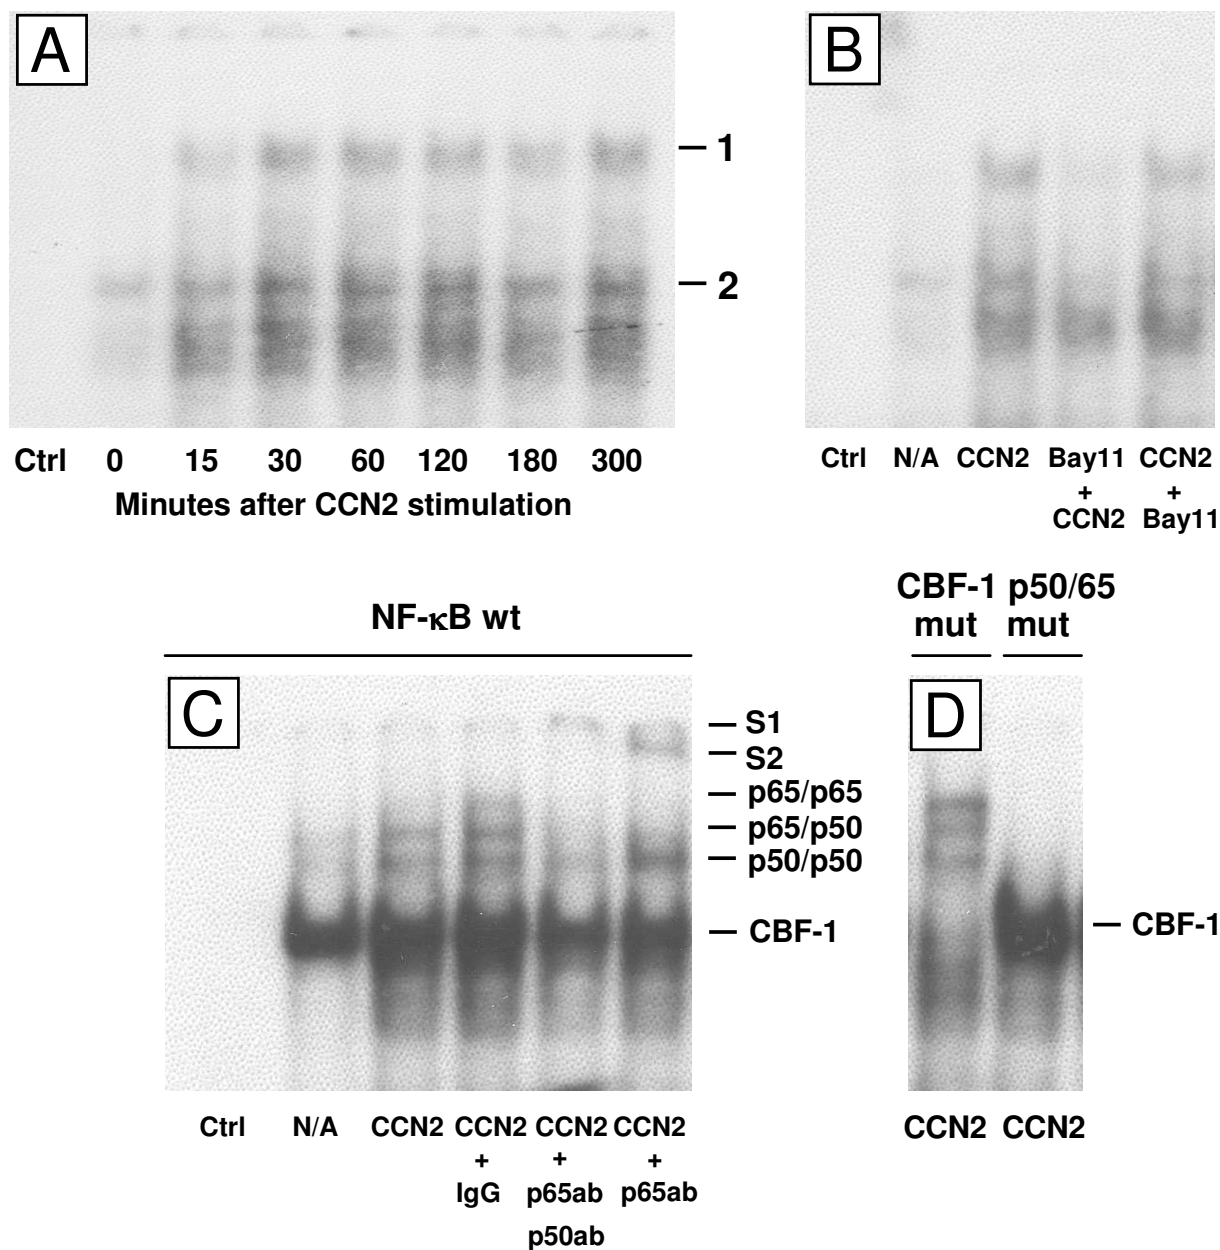 A
B
1
2
Ctrl 0 15 30 60 120 180 300
Minutes after CCN2 stimulation
Ctrl N/A CCN2 Bay11 CCN2
+ +
CCN2 Bay11
NF-κB wt
CBF-1 p50/65
mut mut
C
D
S1
S2
p65/p65
p65/p50
p50/p50
CBF-1
CBF-1
Ctrl N/A CCN2 CCN2 CCN2 CCN2
+ + +
IgG p65ab p65ab
p50ab
CCN2 CCN2